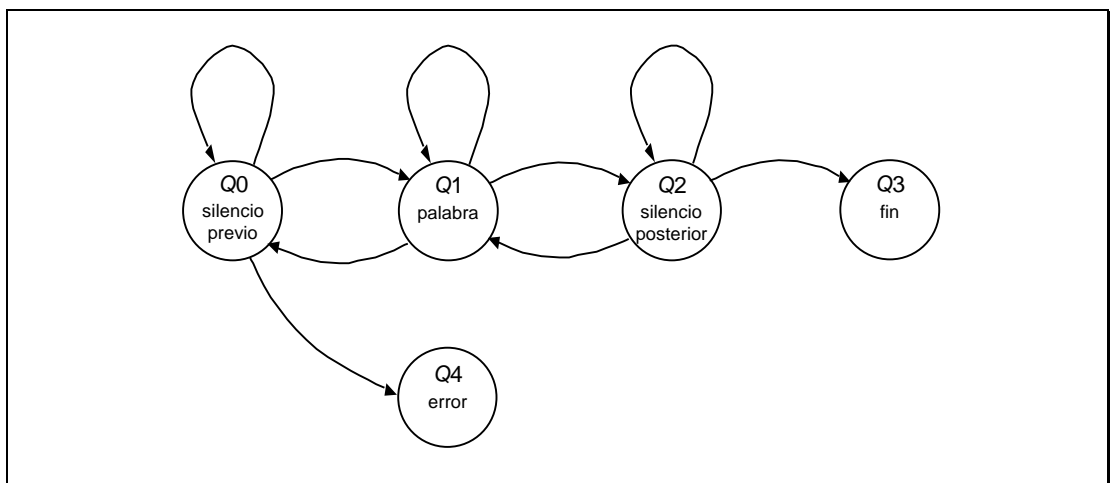 Q0
silencio
previo
Q1
palabra
Q2
silencio
posterior
Q3
fin
Q4
error